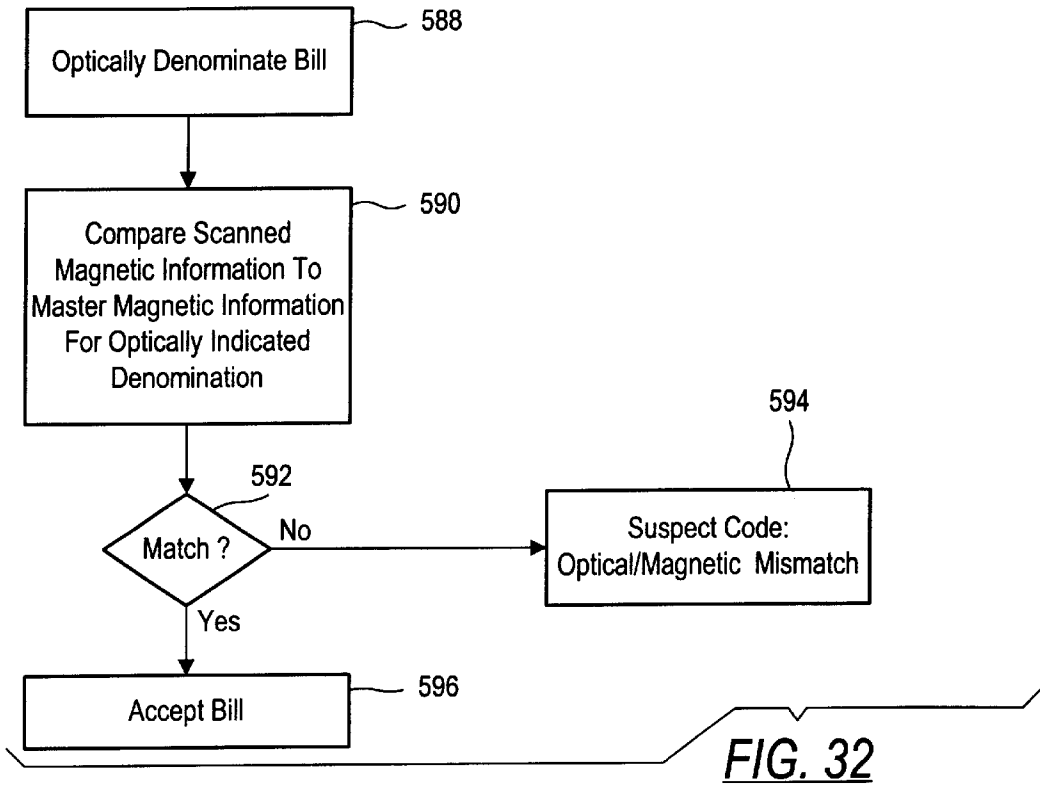 588
Optically Denominate Bill
590
Compare Scanned
Magnetic Information To
Master Magnetic Information
For Optically Indicated
Denomination
592
Match ?
No
594
Suspect Code:
Optical/Magnetic Mismatch
Yes
596
Accept Bill
FIG. 32